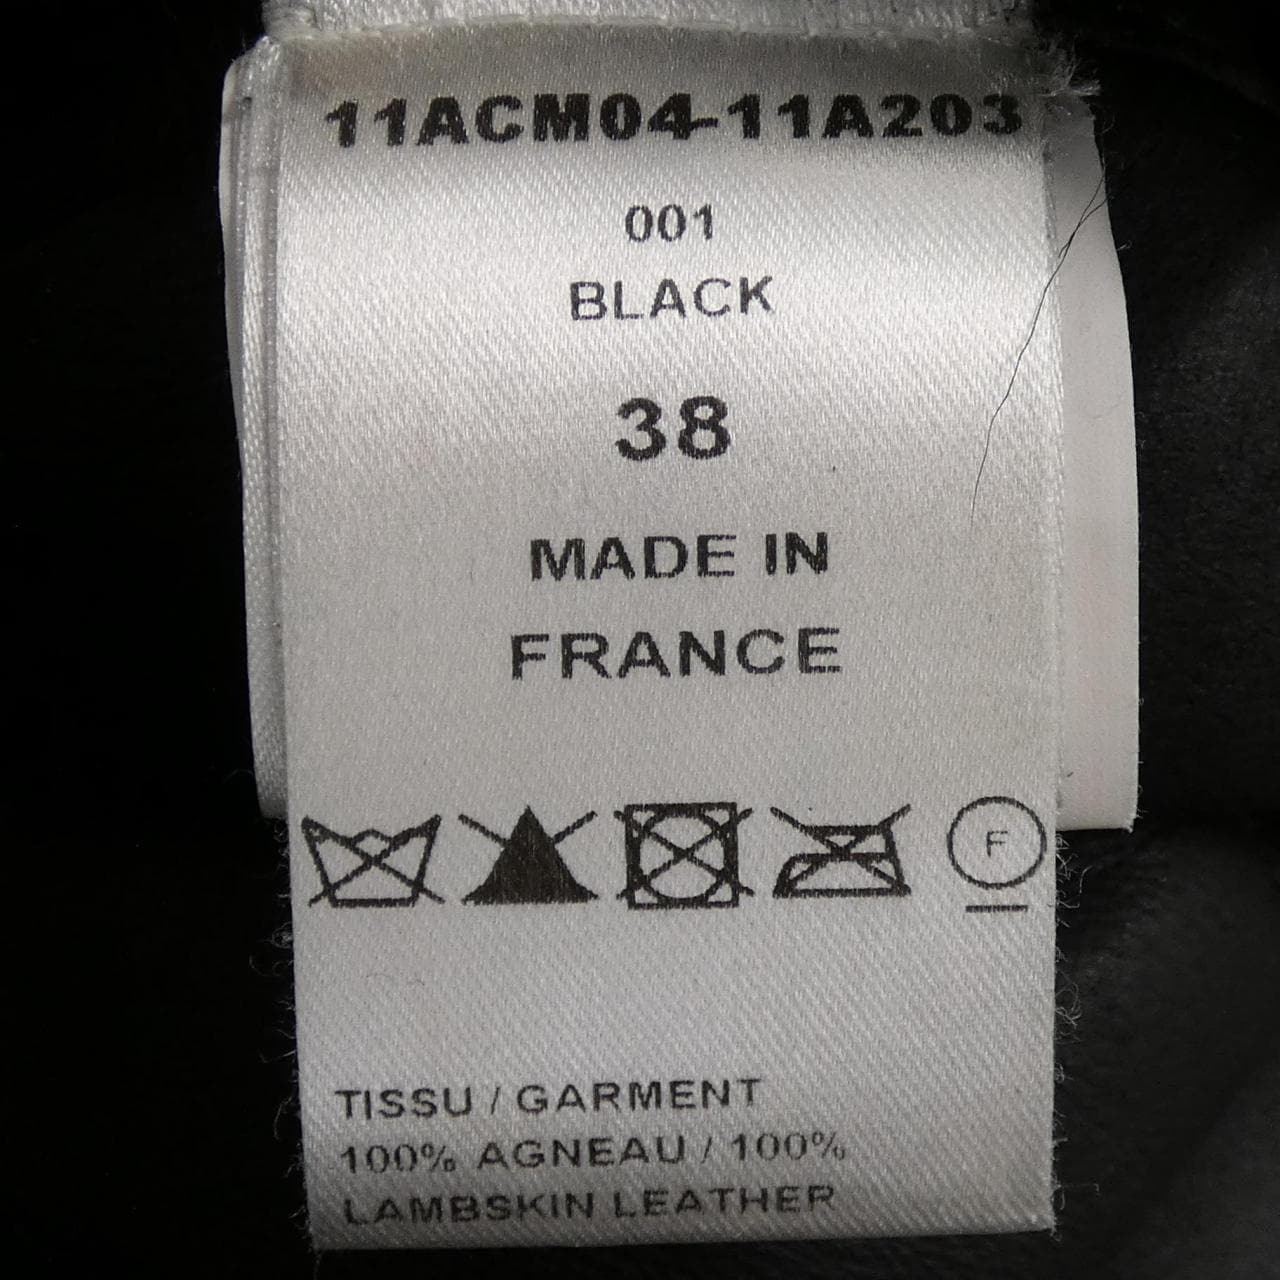 11ACM04-11A203
001
BLACK
38
MADE IN
FRANCE
F
TISSU / GARMENT
100% AGNEAU / 100%
LAMBSKIN LEATHER